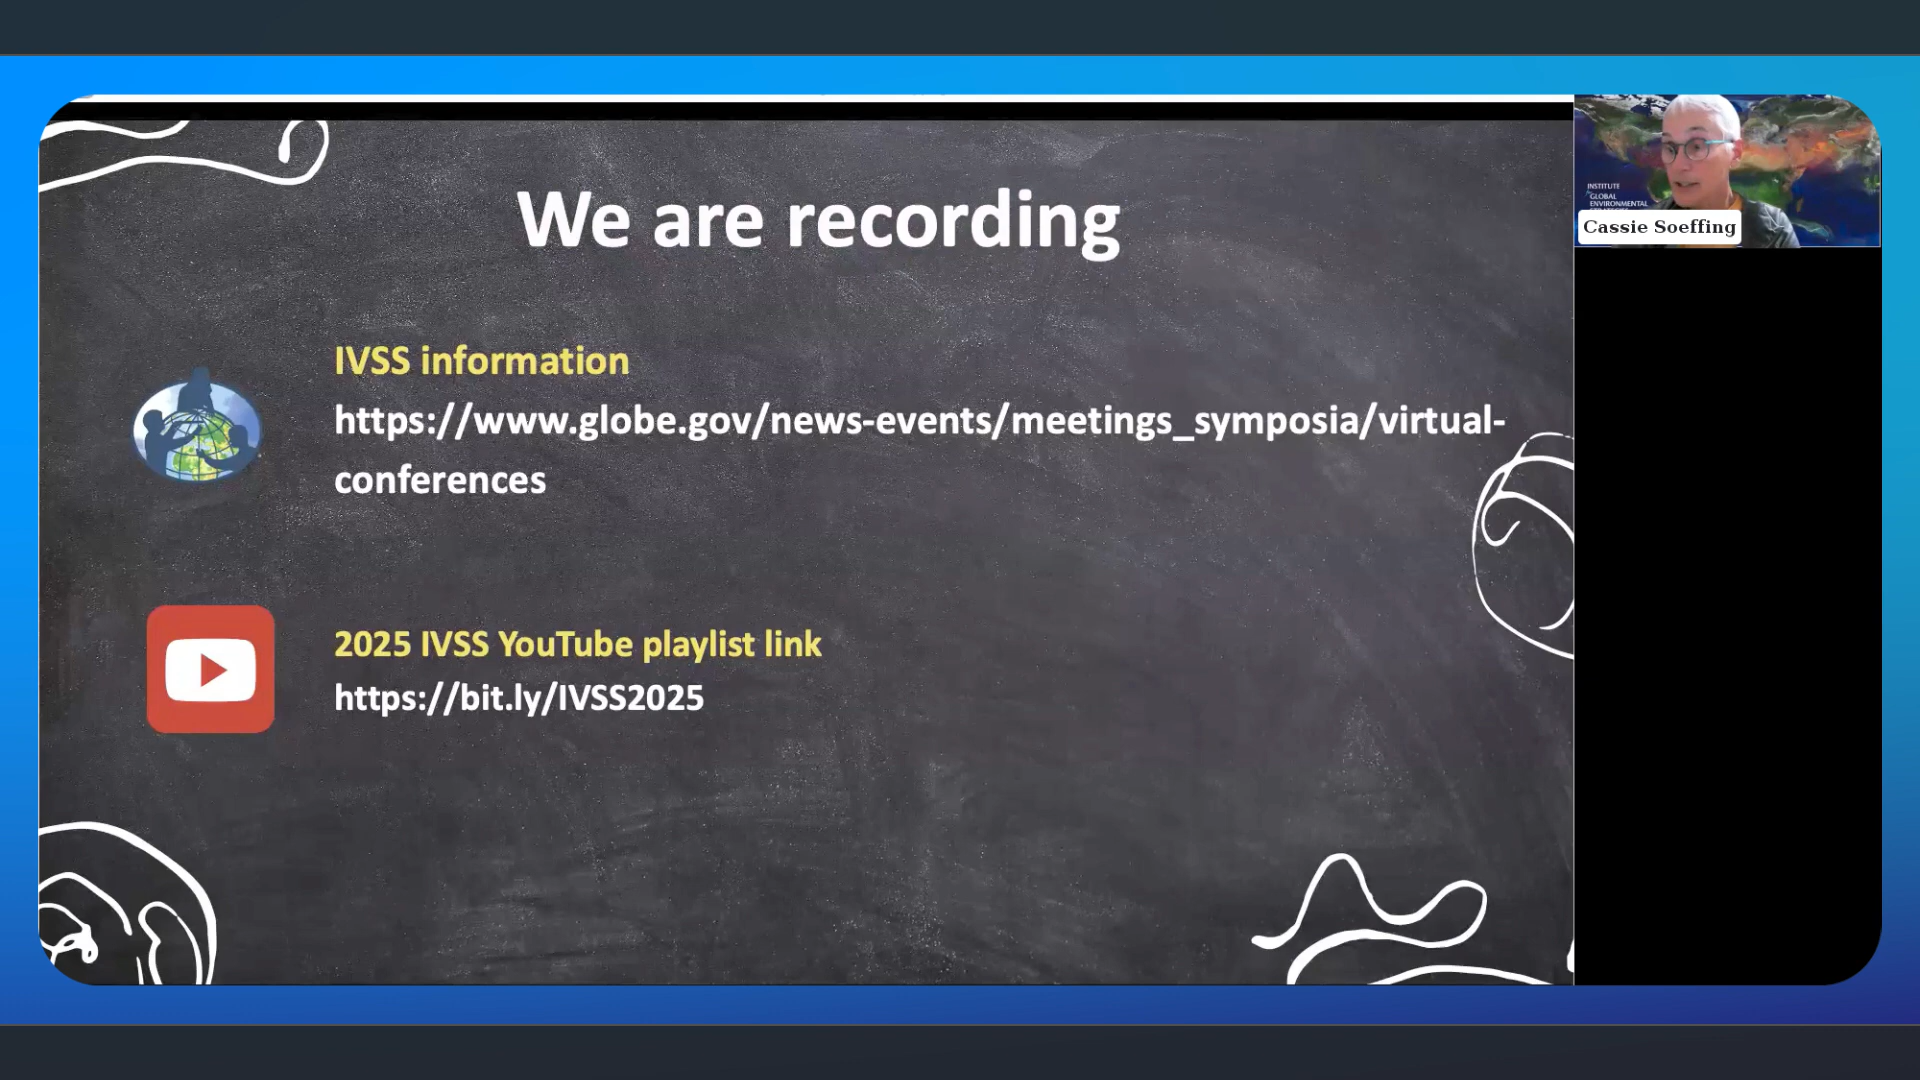 We are recording
IVSS information
https://www.globe.gov/news-events/meetings_symposia/virtual-
conferences
2025 IVSS YouTube playlist link
https://bit.ly/IVSS2025
INSTITUTE
for GLOBAL
ENVIRONMENTAL
Cassie Soeffing